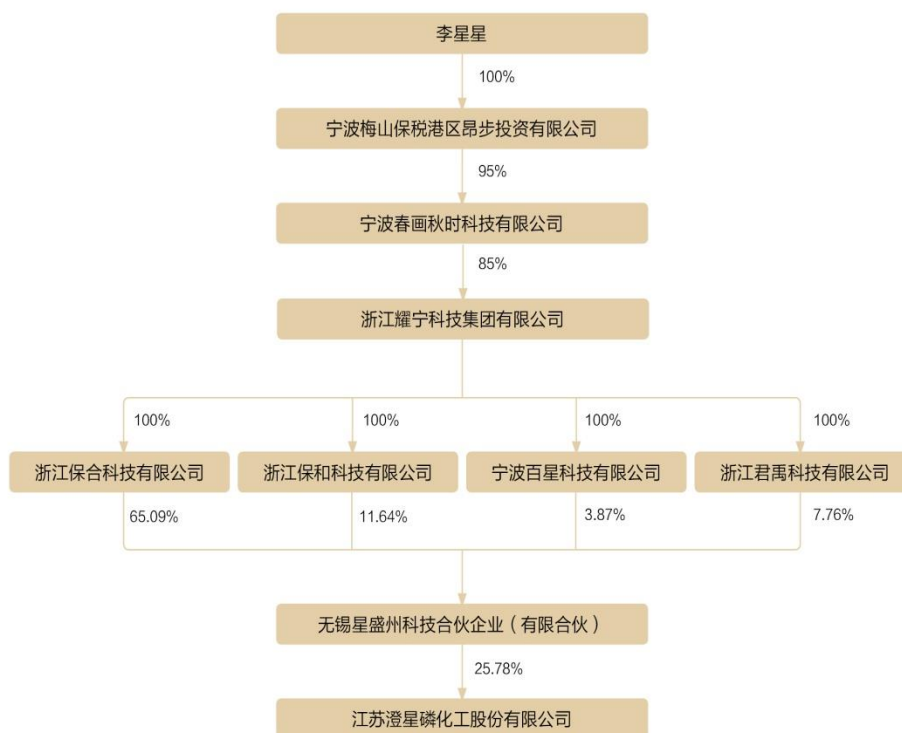 李星星
100%
宁波梅山保税港区昂步投资有限公司
95%
宁波春画秋时科技有限公司
85%
浙江耀宁科技集团有限公司
100%
100%
100%
100%
浙江保合科技有限公司
浙江保和科技有限公司
宁波百星科技有限公司
浙江君禹科技有限公司
65.09%
11.64%
3.87%
7.76%
无锡星盛州科技合伙企业（有限合伙）
25.78%
江苏澄星磷化工股份有限公司